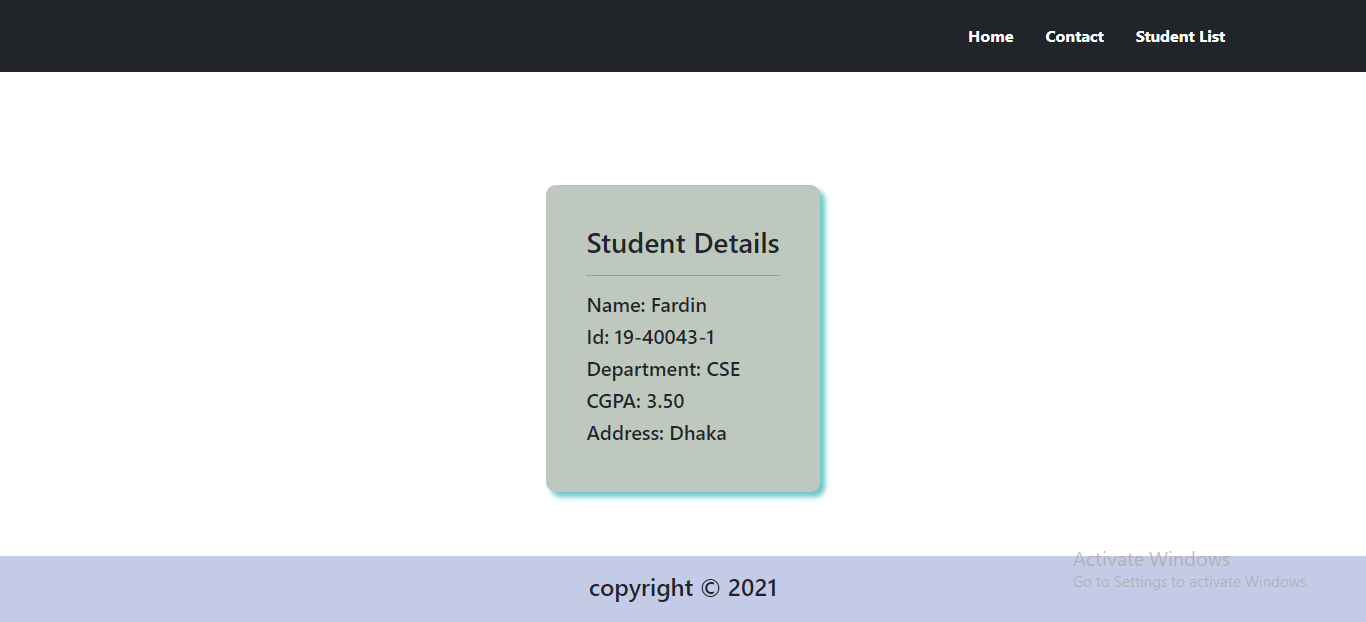 Home Contact Student List
Student Details
Name: Fardin
Id: 19-40043-1
Department: CSE
CGPA: 3.50
Address: Dhaka
Activate Windows
Go to Settings to activate Windows.
copyright © 2021